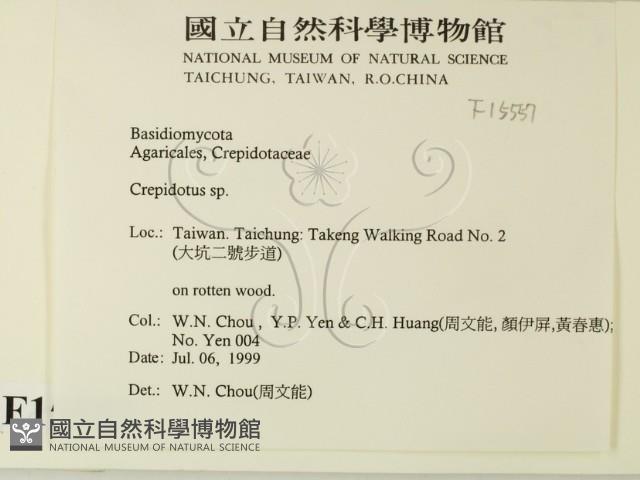 國立自然科學博物館
NATIONAL MUSEUM OF NATURAL SCIENCE
TAICHUNG, TAIWAN, R.O.CHINA
F15557
Basidiomycota
Agaricales, Crepidotaceae
Crepidotus sp.
Loc.: Taiwan. Taichung: Takeng Walking Road No. 2
(大坑二號步道)
on rotten wood.
Col.: W.N. Chou , Y.P. Yen & C.H. Huang(周文能, 顏伊屏,黃春惠);
No. Yen 004
Date: Jul. 06, 1999
Det.: W.N. Chou(周文能)
國立自然科學博物館
NATIONAL MUSEUM OF NATURAL SCIENCE